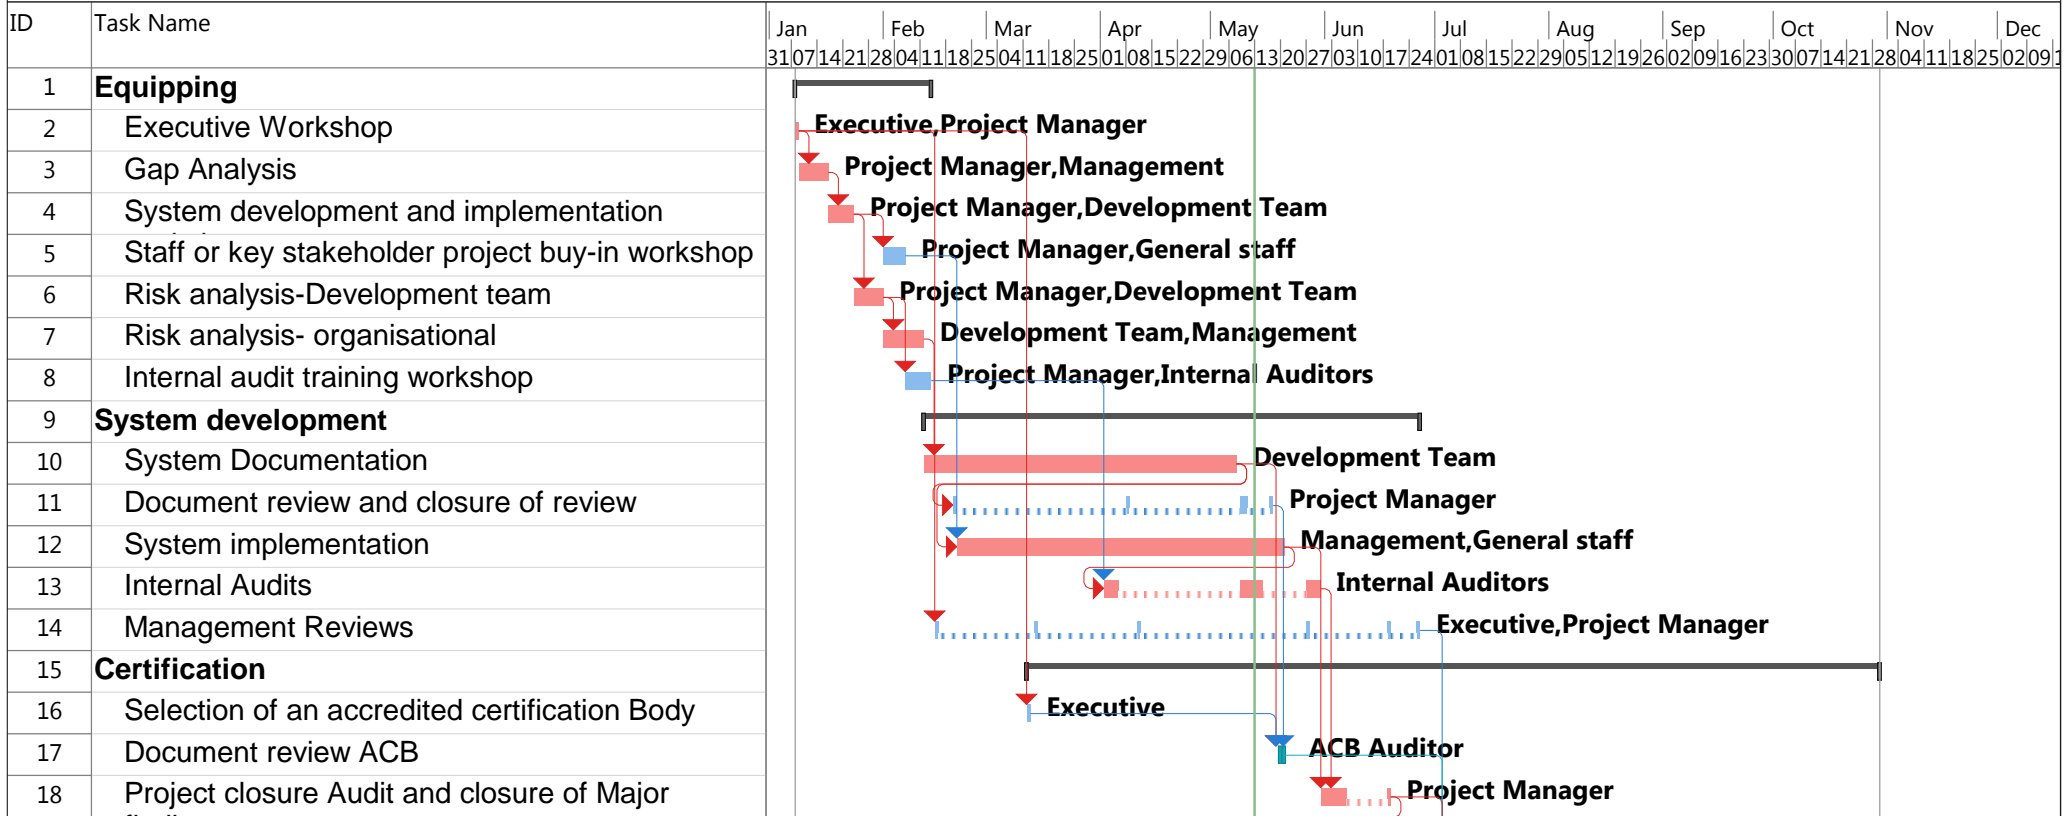 ID Task Name Jan Feb Mar Apr May Jun Jul Aug Sep Oct Nov Dec
31 07 14 21 28 04 11 18 25 04 11 18 25 01 08 15 22 29 06 13 20 27 03 10 17 24 01 08 15 22 29 05 12 19 26 02 09 16 23 30 07 14 21 28 04 11 18 25 02 09
1 Equipping
2 Executive Workshop Executive,Project Manager
3 Gap Analysis Project Manager,Management
4 System development and implementation Project Manager,Development Team
5 Staff or key stakeholder project buy-in workshop Project Manager,General staff
6 Risk analysis-Development team Project Manager,Development Team
7 Risk analysis- organisational Development Team,Management
8 Internal audit training workshop Project Manager,Internal Auditors
9 System development
10 System Documentation Development Team
11 Document review and closure of review Project Manager
12 System implementation Management,General staff
13 Internal Audits Internal Auditors
14 Management Reviews Executive,Project Manager
15 Certification
16 Selection of an accredited certification Body Executive
17 Document review ACB ACB Auditor
18 Project closure Audit and closure of Major Project Manager